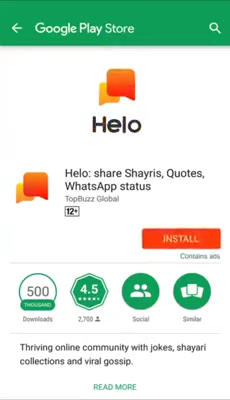 Google Play Store
Helo
Helo: share Shayris, Quotes,
WhatsApp status
TopBuzz Global
12+
INSTALL
Contains ads
500
THOUSAND
4.5
Downloads
2,700
Social
Similar
Thriving online community with jokes, shayari
collections and viral gossip.
READ MORE